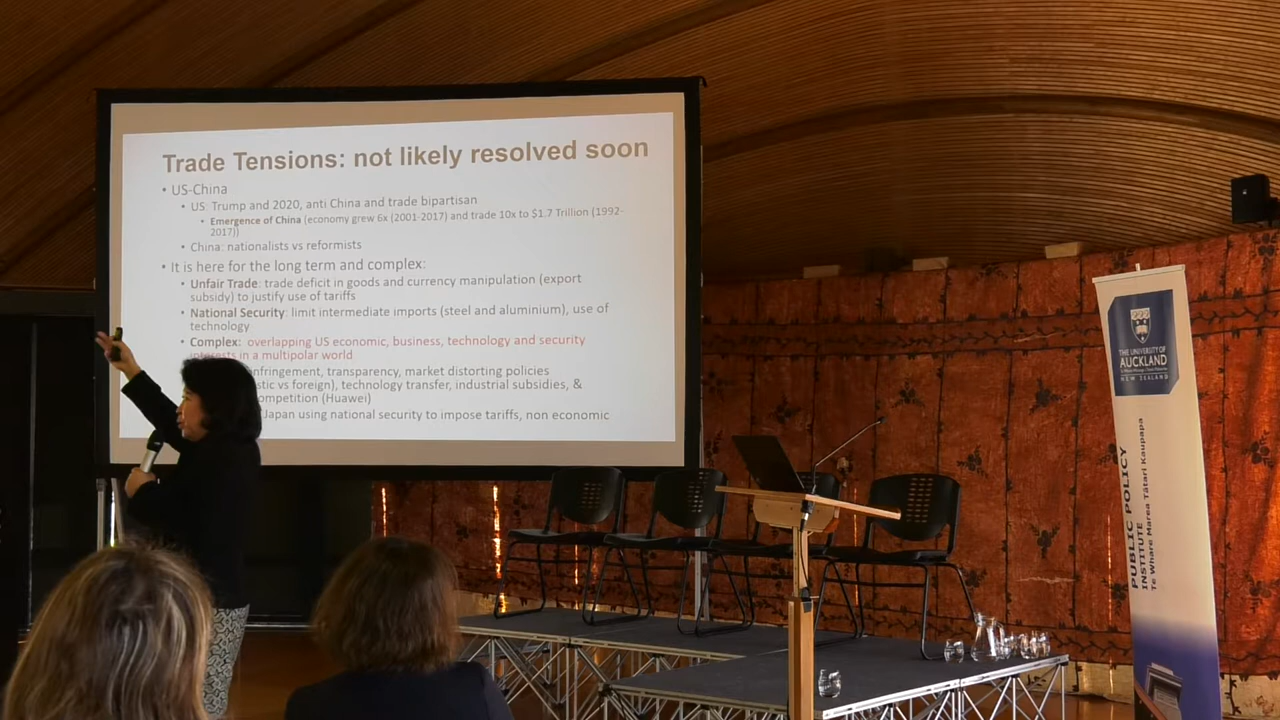 Trade Tensions: not likely resolved soon
• US-China
• US: Trump and 2020, anti China and trade bipartisan
• Emergence of China (economy grew 6x (2001-2017) and trade 10x to $1.7 Trillion (1992-
2017))
• China: nationalists vs reformists
• It is here for the long term and complex:
• Unfair Trade: trade deficit in goods and currency manipulation (export
subsidy) to justify use of tariffs
• National Security: limit intermediate imports (steel and aluminium), use of
technology
• Complex: overlapping US economic, business, technology and security
interests in a multipolar world
nfringement, transparency, market distorting policies
stic vs foreign), technology transfer, industrial subsidies, &
ompetition (Huawei)
Japan using national security to impose tariffs, non economic
THE UNIVERSITY OF
AUCKLAND
NEW ZEALAND
PUBLIC POLICY
INSTITUTE
Te Whare Marea Tātari Kaupapa